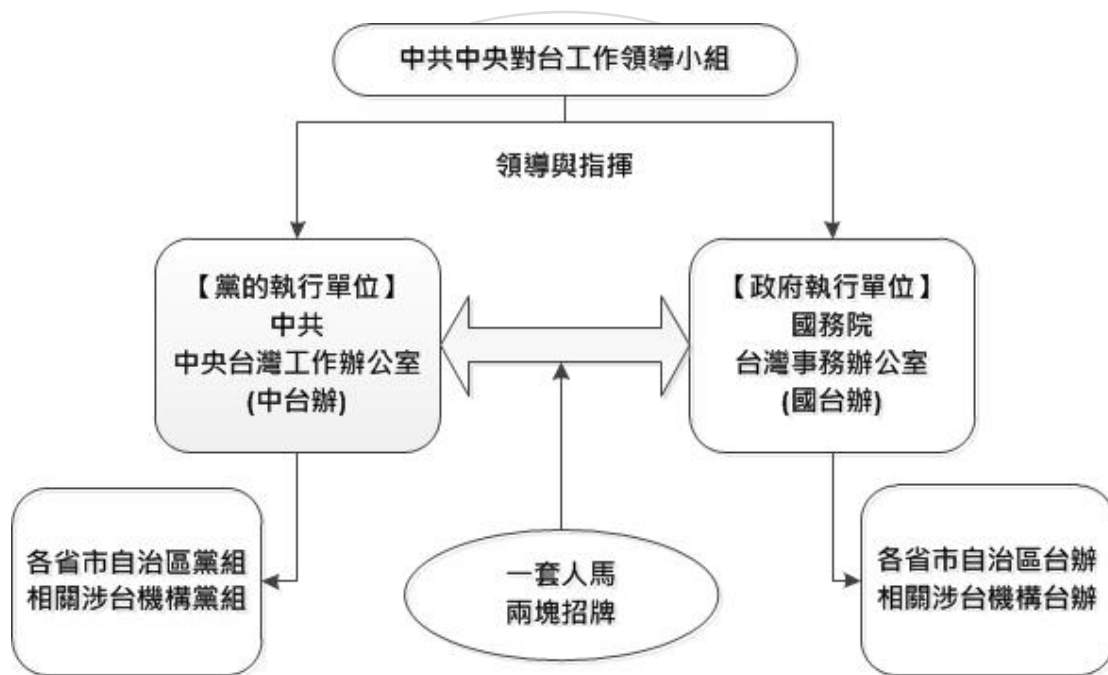 中共中央對台工作領導小組
領導與指揮
【黨的執行單位】
中共
中央台灣工作辦公室
(中台辦)
【政府執行單位】
國務院
台灣事務辦公室
(國台辦)
各省市自治區黨組
相關涉台機構黨組
一套人馬
兩塊招牌
各省市自治區台辦
相關涉台機構台辦